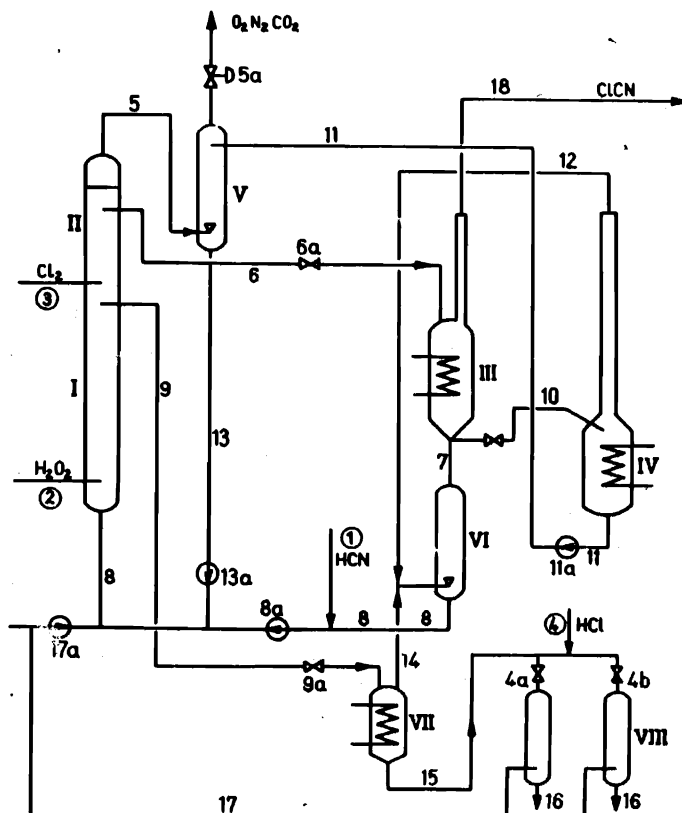 O₂ N₂ CO₂
5a
18
ClCN
5
11
12
V
II
6a
6
Cl₂
③
III
I
9
10
13
7
IV
H₂O₂
②
VI
①
HCN
11a
11
8
13a
8a
④
HCl
17a
8
8
14
9a
4a
4b
VII
VIII
15
17
16
16